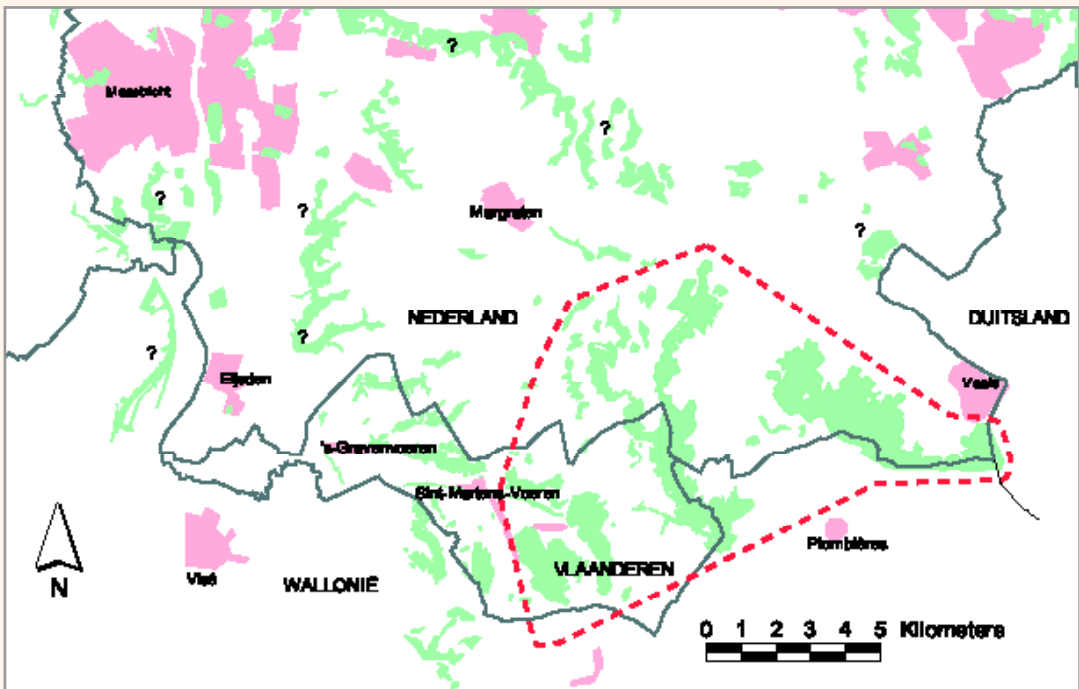 ?
Maastricht
?
?
?
Margraten
?
NEDERLAND
DUITSLAND
?
?
Eijsden
Vaals
's-Gravenvoeren
Sint-Martens-Voeren
Plombières
VLAANDEREN
Visé
WALLONIË
N
0 1 2 3 4 5 Kilometers